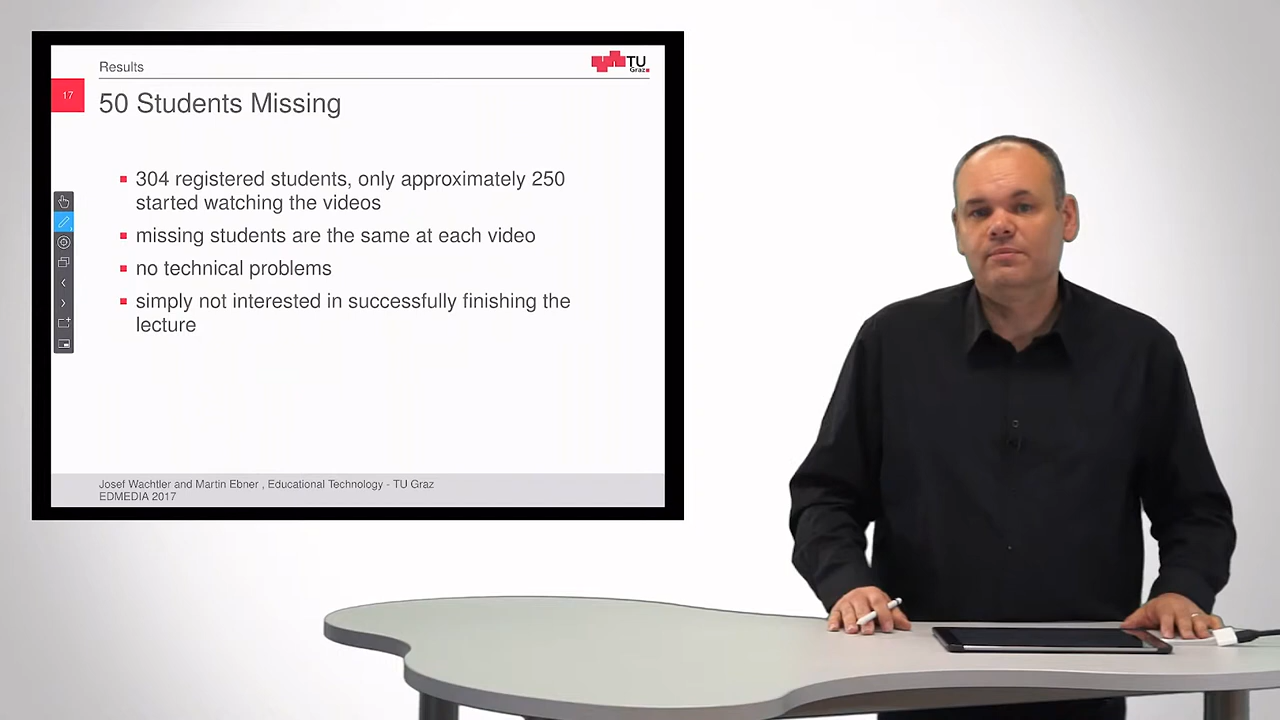 Results
TU
Graz
17
50 Students Missing
304 registered students, only approximately 250
started watching the videos
missing students are the same at each video
no technical problems
simply not interested in successfully finishing the
lecture
Josef Wachtler and Martin Ebner , Educational Technology - TU Graz
EDMEDIA 2017